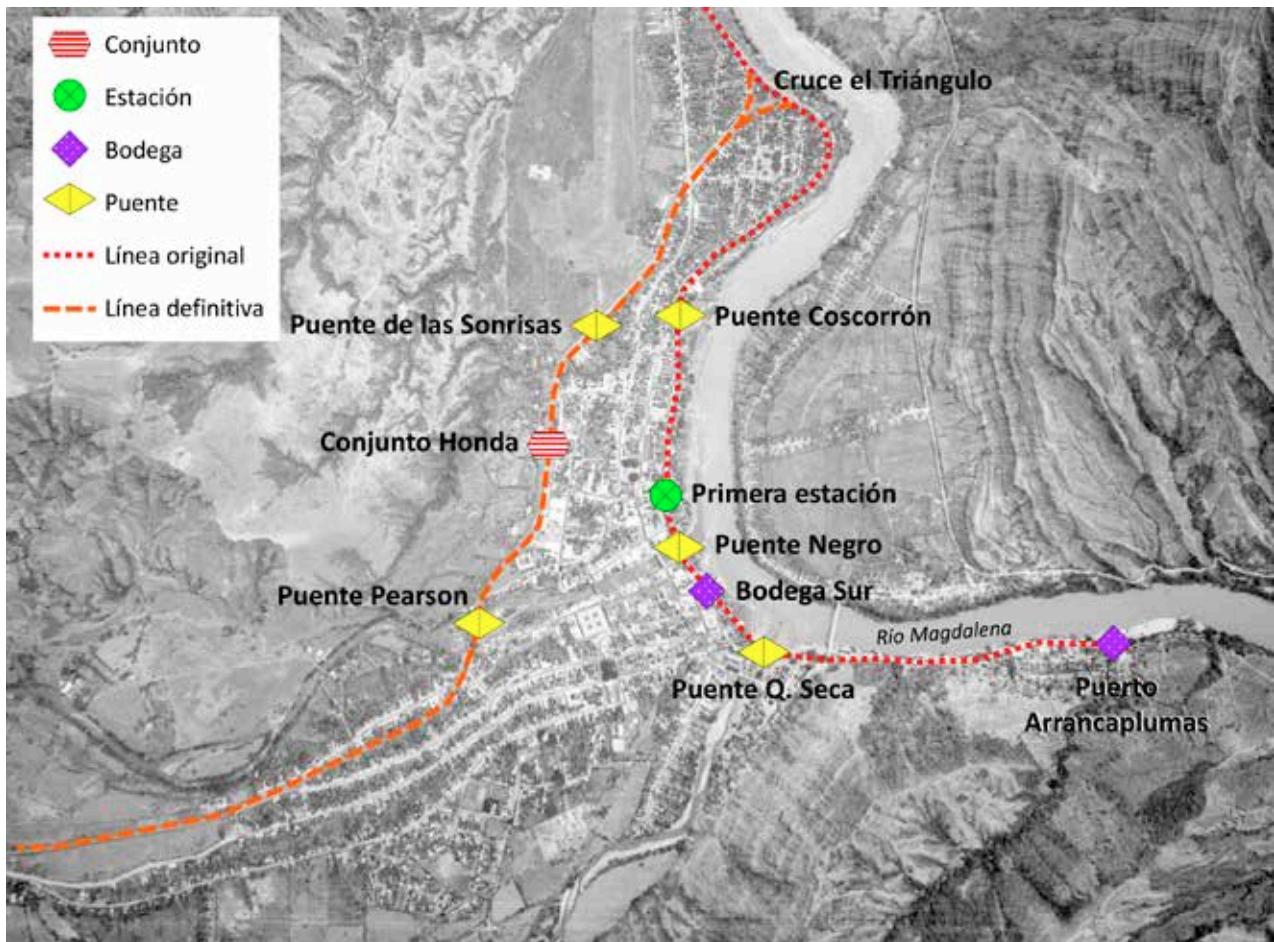 Conjunto
Estación
Bodega
Puente
Línea original
Línea definitiva
Cruce el Triángulo
Puente de las Sonrisas
Puente Coscorrón
Conjunto Honda
Primera estación
Puente Negro
Puente Pearson
Bodega Sur
Río Magdalena
Puente Q. Seca
Puerto
Arrancaplumas